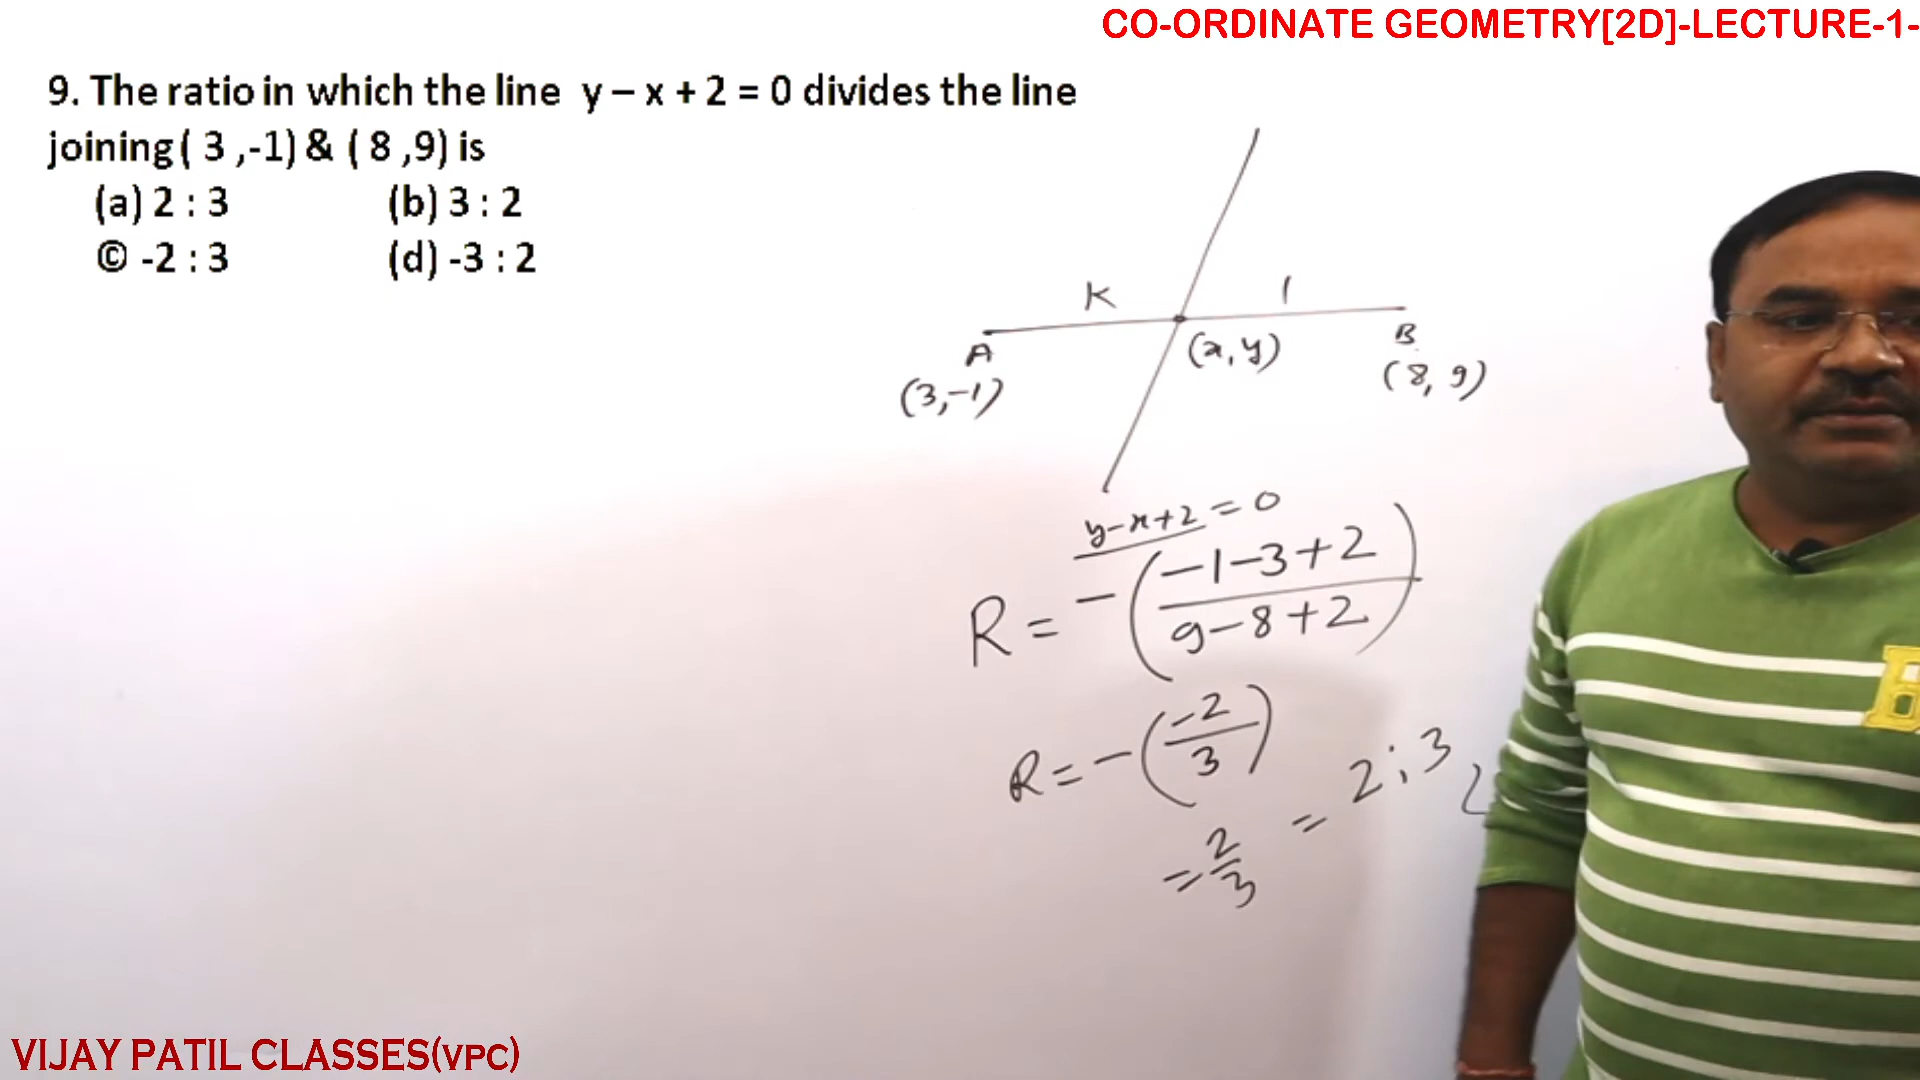 CO-ORDINATE GEOMETRY[2D]-LECTURE-1-
9. The ratio in which the line y – x + 2 = 0 divides the line
joining ( 3 ,-1) & ( 8 ,9) is
(a) 2 : 3 (b) 3 : 2
© -2 : 3 (d) -3 : 2
K 1
A (x, y) B
(3,-1) (8, 9)
y-x+2 = 0
R = -(-1-3+2 / 9-8+2)
R = -(-2/3)
= 2/3 = 2:3
VIJAY PATIL CLASSES(VPC)